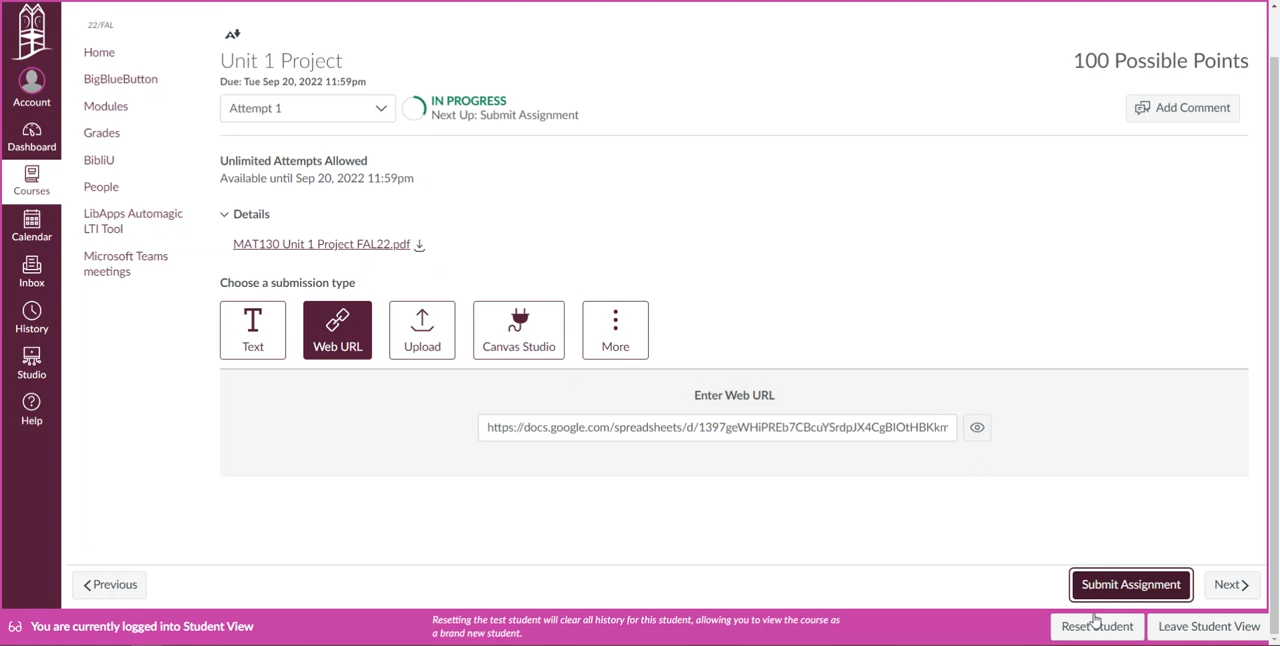 Account
Dashboard
Courses
Calendar
Inbox
History
Studio
Help
22/FAL
Home
BigBlueButton
Modules
Grades
BibliU
People
LibApps Automagic
LTI Tool
Microsoft Teams
meetings
Unit 1 Project
100 Possible Points
Due: Tue Sep 20, 2022 11:59pm
Attempt 1
IN PROGRESS
Next Up: Submit Assignment
Add Comment
Unlimited Attempts Allowed
Available until Sep 20, 2022 11:59pm
Details
MAT130 Unit 1 Project FAL22.pdf
Choose a submission type
Text
Web URL
Upload
Canvas Studio
More
Enter Web URL
https://docs.google.com/spreadsheets/d/1397geWHiPREb7CBcuYSrdpJX4CgBIOtHBKkm
Previous
Submit Assignment
Next
You are currently logged into Student View
Resetting the test student will clear all history for this student, allowing you to view the course as
a brand new student.
Reset Student
Leave Student View